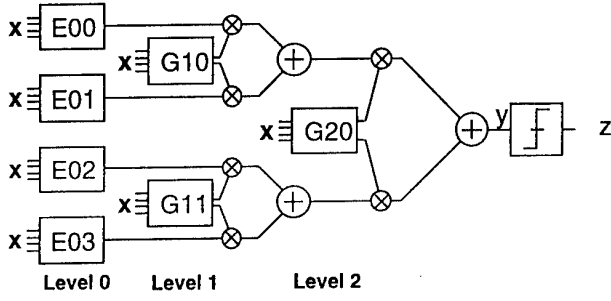 x E00
x G10
x E01
x G20
y
z
x E02
x G11
x E03
Level 0 Level 1 Level 2